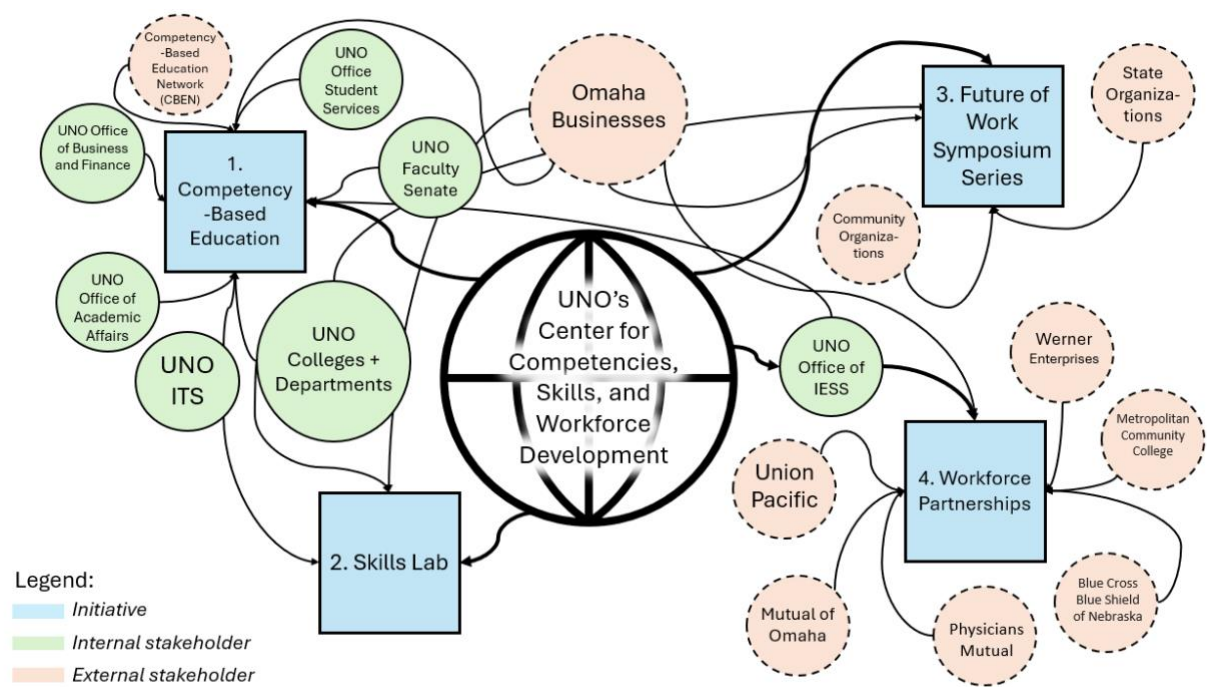 Competency
-Based
Education
Network
(CBEN)
UNO
Office
Student
Services
Omaha
Businesses
3. Future of
Work
Symposium
Series
State
Organiza-
tions
UNO Office
of Business
and Finance
1.
Competency
-Based
Education
UNO
Faculty
Senate
Community
Organiza-
tions
UNO
Office of
Academic
Affairs
UNO
ITS
UNO
Colleges +
Departments
UNO's
Center for
Competencies,
Skills, and
Workforce
Development
UNO
Office of
IESS
Werner
Enterprises
Metropolitan
Community
College
Union
Pacific
4. Workforce
Partnerships
2. Skills Lab
Mutual of
Omaha
Physicians
Mutual
Blue Cross
Blue Shield
of Nebraska
Legend:
Initiative
Internal stakeholder
External stakeholder